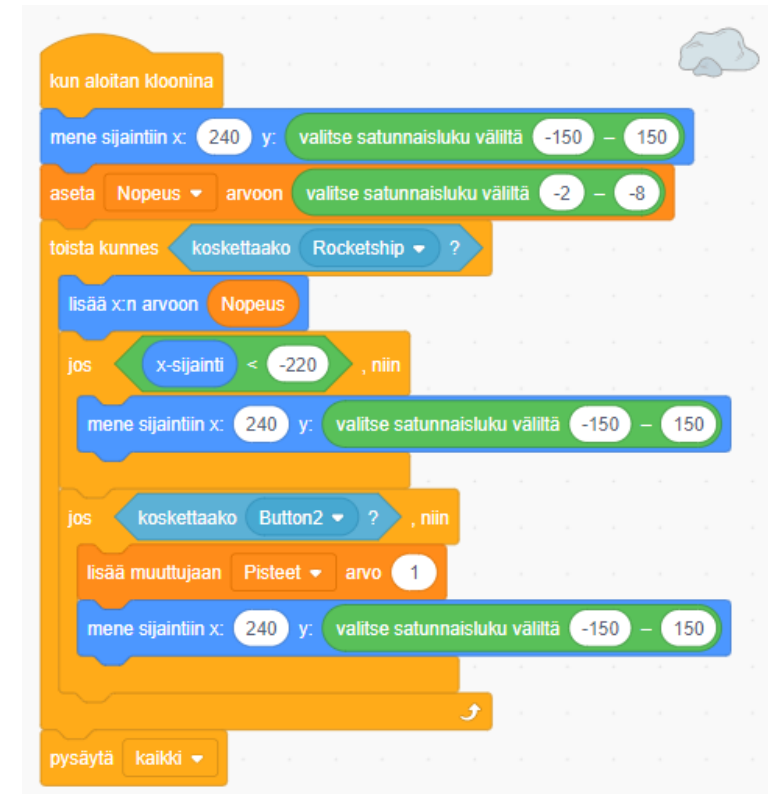 kun aloitan kloonina
mene sijaintiin x: 240 y: valitse satunnaisluku väliltä -150 – 150
aseta Nopeus arvoon valitse satunnaisluku väliltä -2 – -8
toista kunnes koskettaako Rocketship ?
lisää x:n arvoon Nopeus
jos x-sijainti < -220 , niin
mene sijaintiin x: 240 y: valitse satunnaisluku väliltä -150 – 150
jos koskettaako Button2 ? , niin
lisää muuttujaan Pisteet arvo 1
mene sijaintiin x: 240 y: valitse satunnaisluku väliltä -150 – 150
pysäytä kaikki